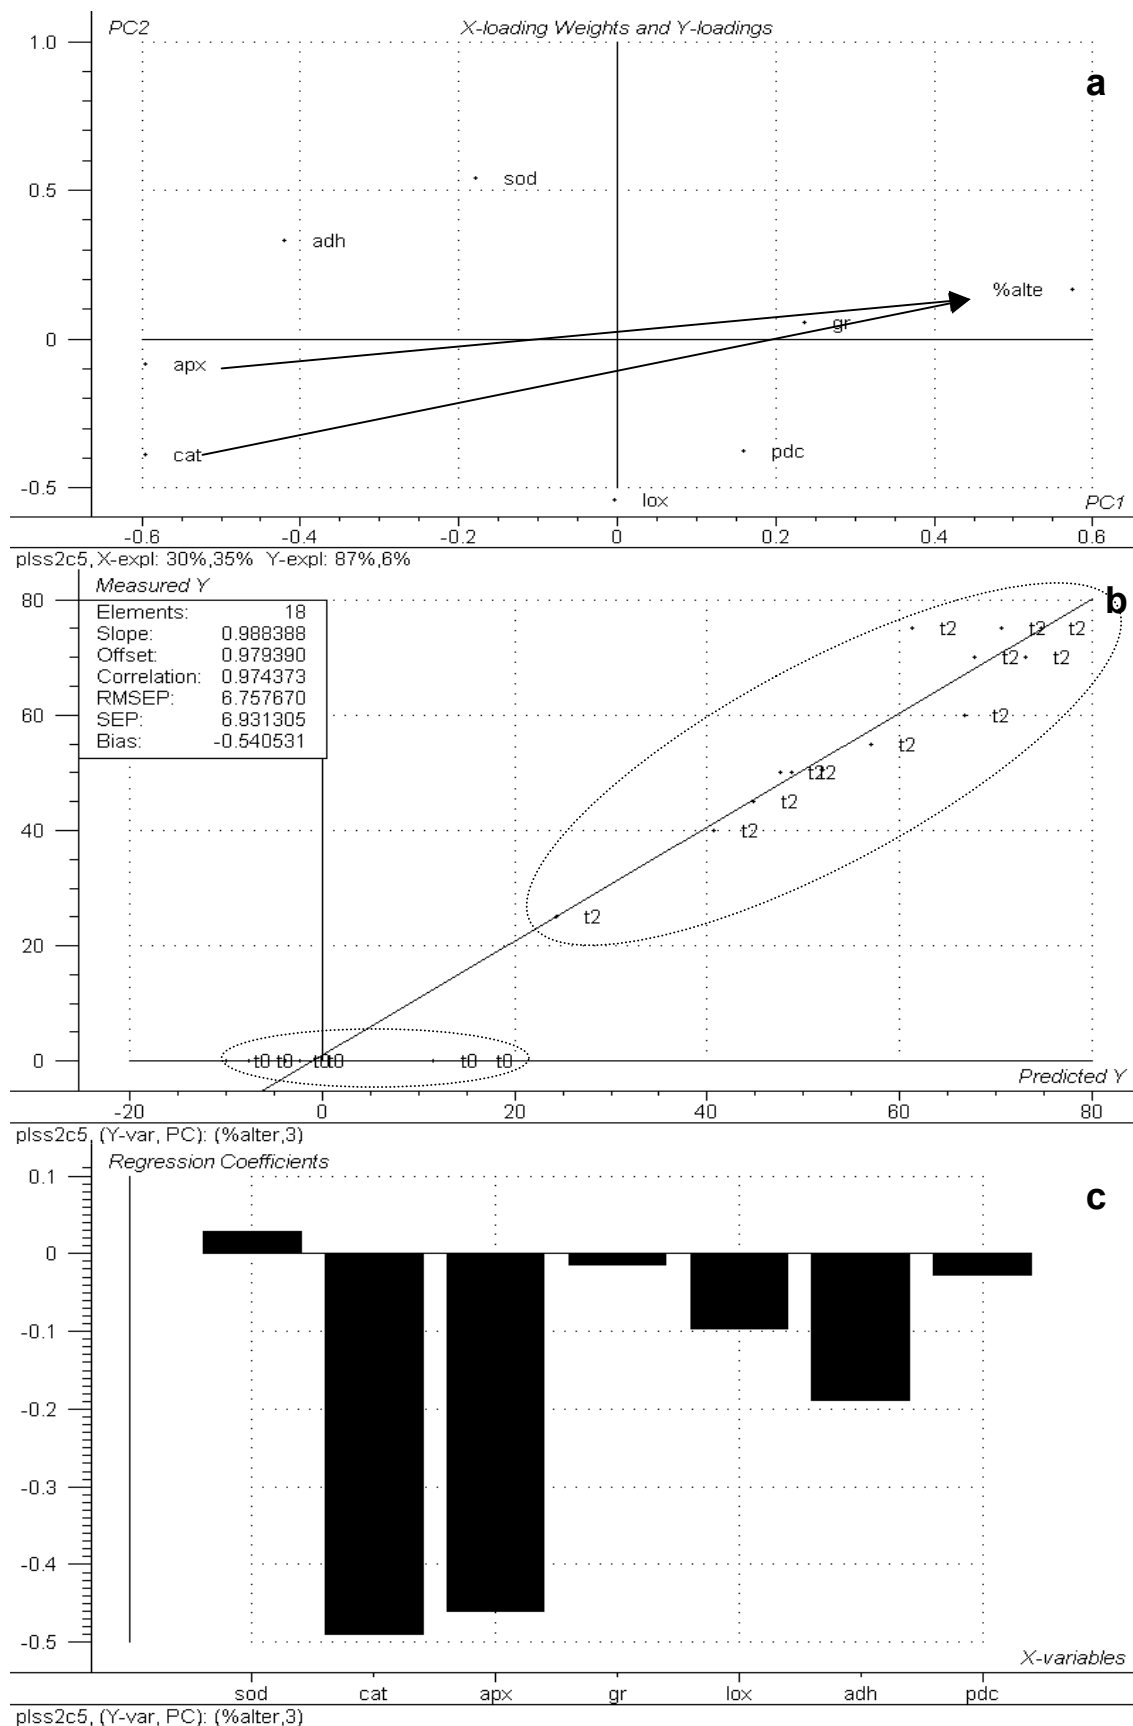 PC2 X-loading Weights and Y-loadings
1.0
a
sod
0.5
adh
%alte
gr
0
apx
cat
pdc
-0.5
lox
PC1
-0.6 -0.4 -0.2 0 0.2 0.4 0.6
plss2c5, X-expl: 30%,35% Y-expl: 87%,6%
Measured Y
b
80
Elements: 18
Slope: 0.988388
Offset: 0.979390
Correlation: 0.974373
RMSEP: 6.757670
SEP: 6.931305
Bias: -0.540531
t2 t2 t2
t2 t2
60
t2
t2
t2 t2
t2
40
t2
t2
20
0
t0 t0 t0 t0 t0 t0
Predicted Y
-20 0 20 40 60 80
plss2c5, (Y-var, PC): (%alter,3)
Regression Coefficients
0.1
c
0
-0.1
-0.2
-0.3
-0.4
-0.5
X-variables
sod cat apx gr lox adh pdc
plss2c5, (Y-var, PC): (%alter,3)